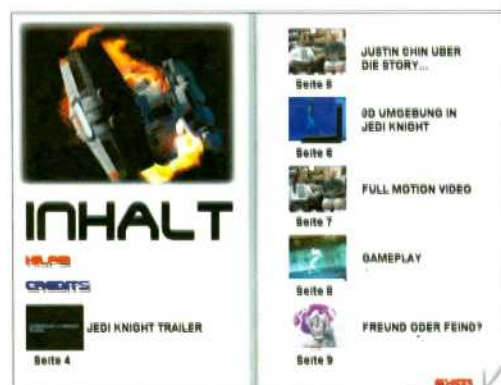 INHALT
HILFE
CREDITS
JEDI KNIGHT TRAILER
Seite 4
JUSTIN CHIN ÜBER
DIE STORY...
Seite 5
3D UMGEBUNG IN
JEDI KNIGHT
Seite 6
FULL MOTION VIDEO
Seite 7
GAMEPLAY
Seite 8
FREUND ODER FEIND?
Seite 9